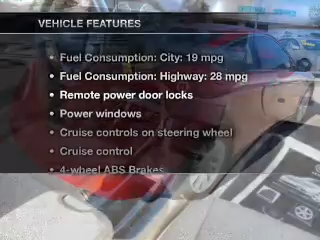 VEHICLE FEATURES
• Fuel Consumption: City: 19 mpg
• Fuel Consumption: Highway: 28 mpg
• Remote power door locks
• Power windows
• Cruise controls on steering wheel
• Cruise control
• 4-wheel ABS Brakes